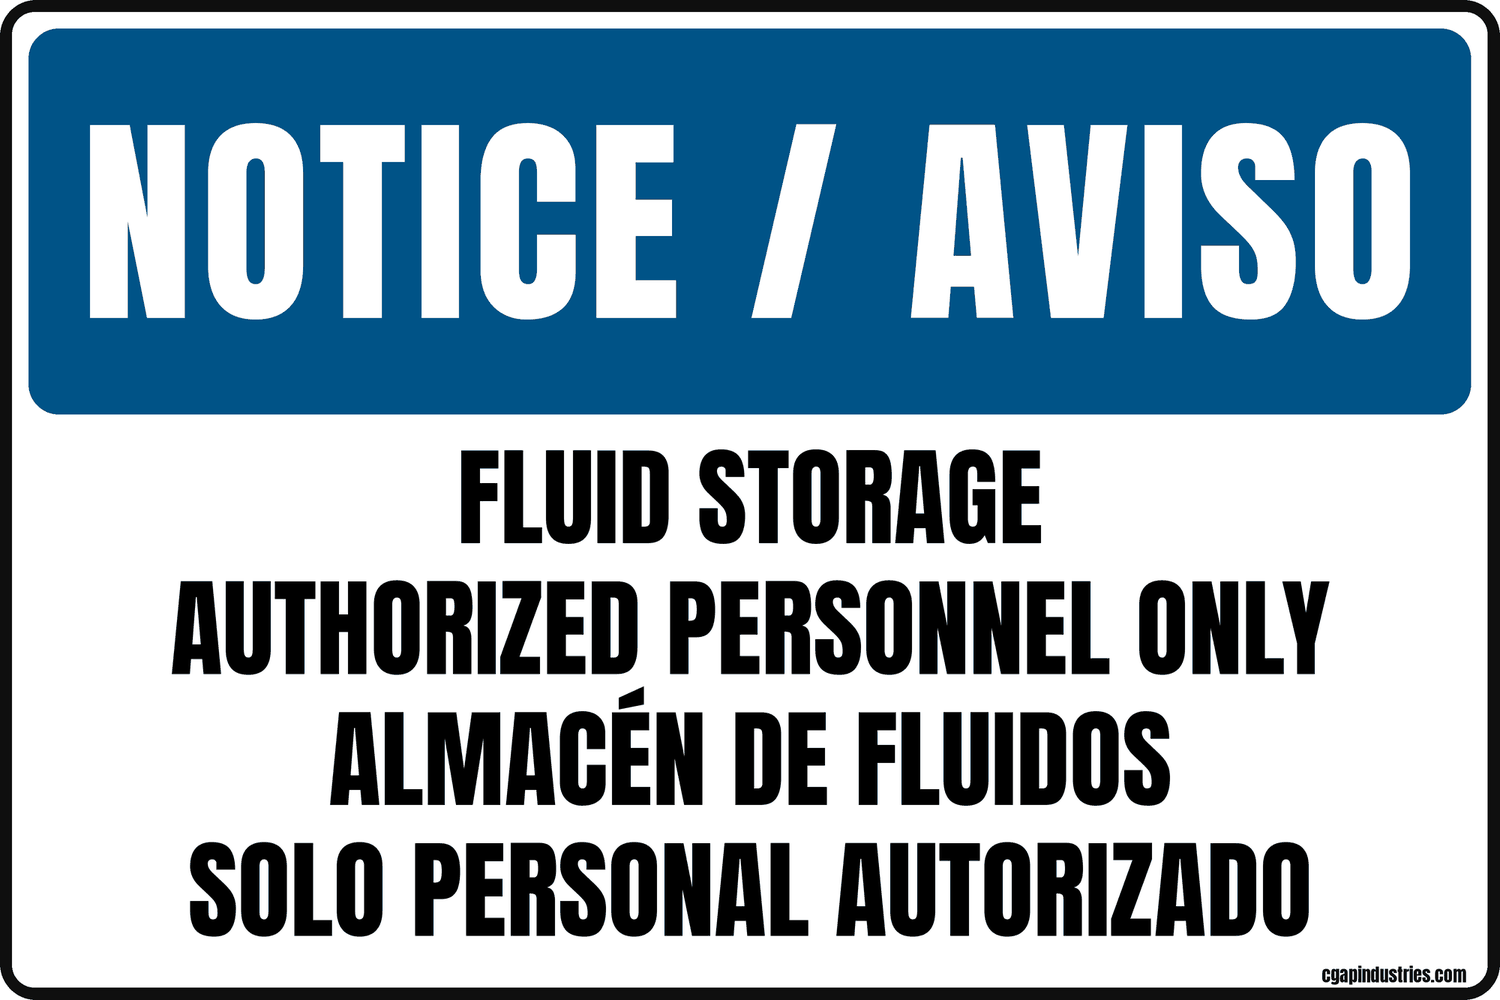 NOTICE / AVISO
FLUID STORAGE
AUTHORIZED PERSONNEL ONLY
ALMACÉN DE FLUIDOS
SOLO PERSONAL AUTORIZADO
cgapindustries.com